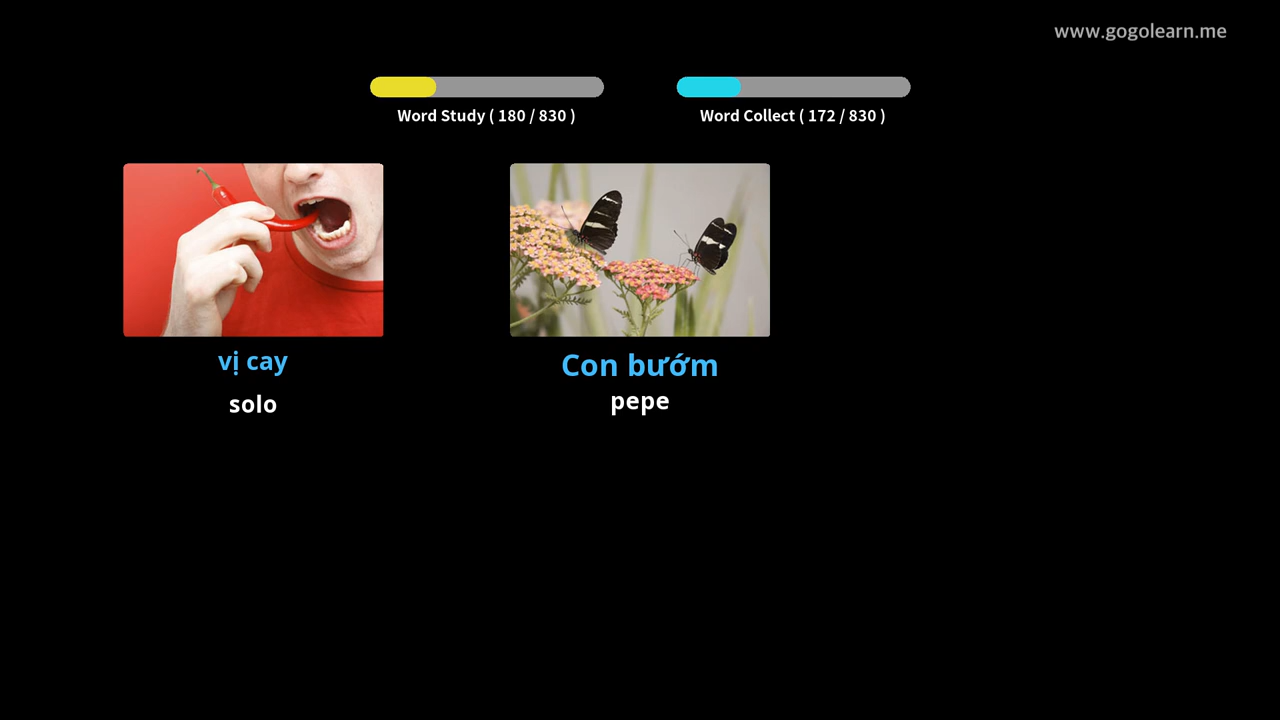 www.gogolearn.me
Word Study ( 180 / 830 )
Word Collect ( 172 / 830 )
vị cay
solo
Con bướm
pepe